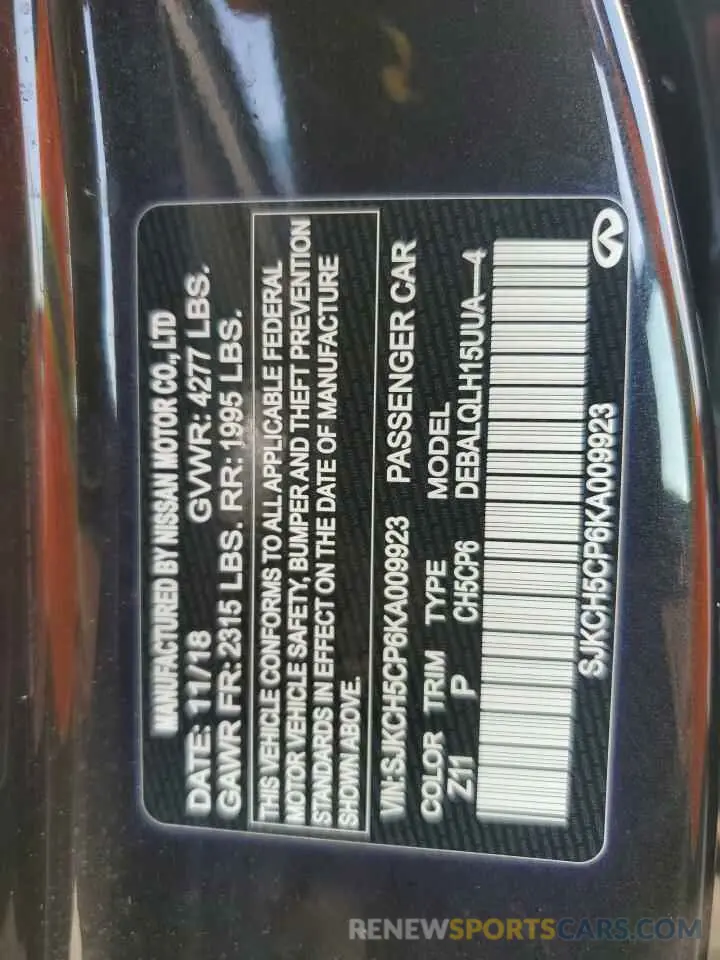 MANUFACTURED BY NISSAN MOTOR CO., LTD
DATE: 11/18 GVWR: 4277 LBS.
GAWR FR: 2315 LBS. RR: 1995 LBS.
THIS VEHICLE CONFORMS TO ALL APPLICABLE FEDERAL
MOTOR VEHICLE SAFETY, BUMPER AND THEFT PREVENTION
STANDARDS IN EFFECT ON THE DATE OF MANUFACTURE
SHOWN ABOVE.
VIN:SJKCH5CP6KA009923 PASSENGER CAR
COLOR TRIM TYPE MODEL
Z11 P CH5CP6 DEBALQLH15UUA—4
SJKCH5CP6KA009923
RENEWSPORTSCARS.COM